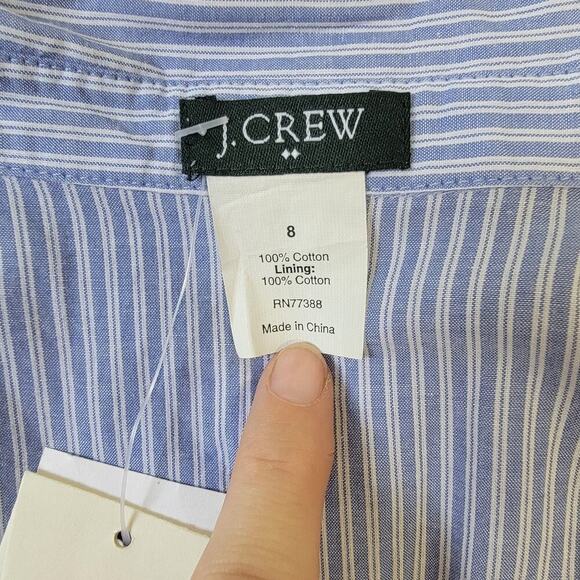 J.CREW
8
100% Cotton
Lining:
100% Cotton
RN77388
Made in China